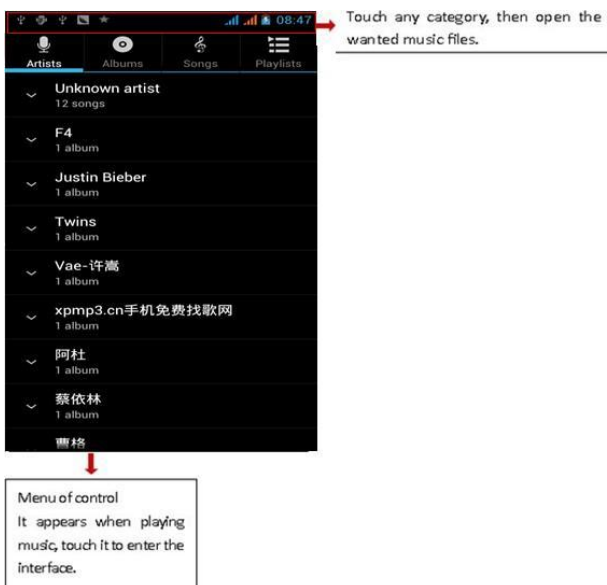 08:47
Touch any category, then open the
wanted music files.
Artists Albums Songs Playlists
Unknown artist
12 songs
F4
1 album
Justin Bieber
1 album
Twins
1 album
Vae-许嵩
1 album
xpmp3.cn手机免费找歌网
1 album
阿杜
1 album
蔡依林
1 album
曹格
Menu of control
It appears when playing
music, touch it to enter the
interface.